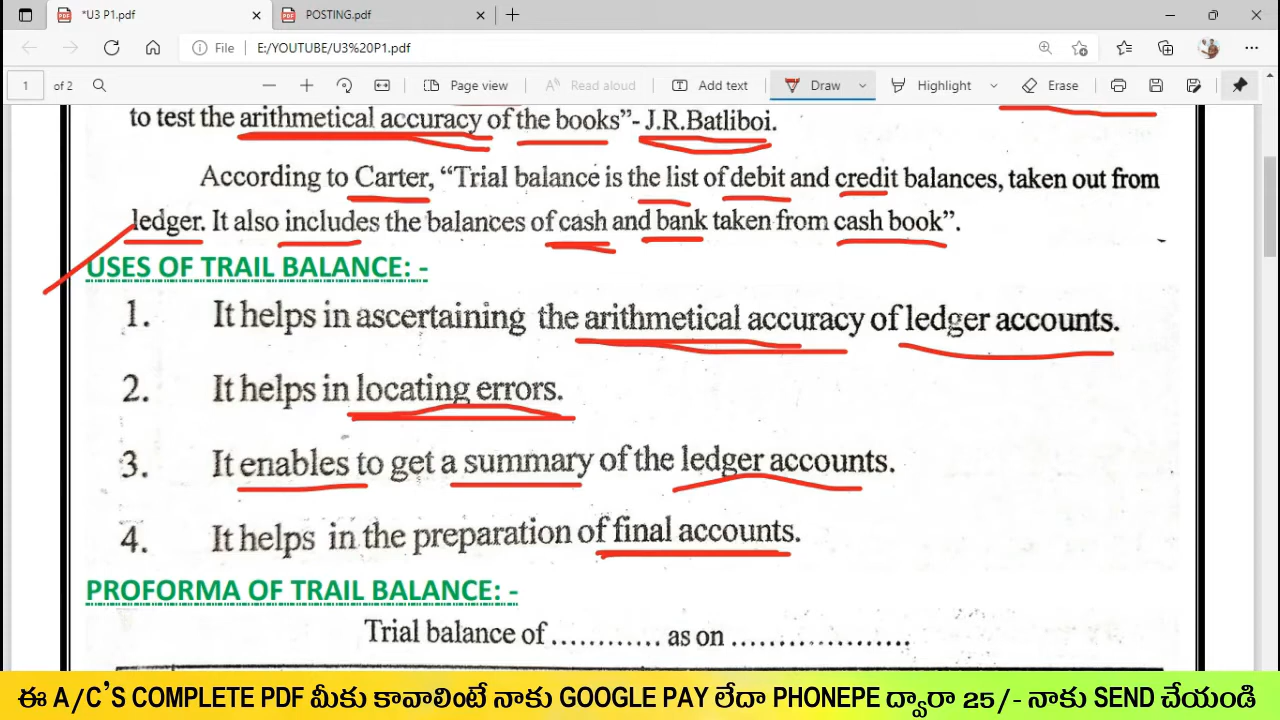 *U3 P1.pdf
POSTING.pdf
File E:/YOUTUBE/U3%20P1.pdf
1 of 2 Page view Read aloud Add text Draw Highlight Erase
to test the arithmetical accuracy of the books”- J.R.Batliboi.
According to Carter, “Trial balance is the list of debit and credit balances, taken out from
ledger. It also includes the balances of cash and bank taken from cash book”.
USES OF TRAIL BALANCE: -
1. It helps in ascertaining the arithmetical accuracy of ledger accounts.
2. It helps in locating errors.
3. It enables to get a summary of the ledger accounts.
4. It helps in the preparation of final accounts.
PROFORMA OF TRAIL BALANCE: -
Trial balance of ............ as on ...................
ఈ A/C'S COMPLETE PDF మీకు కావాలింటే నాకు GOOGLE PAY లేదా PHONEPE ద్వారా 25/- నాకు SEND చేయండి